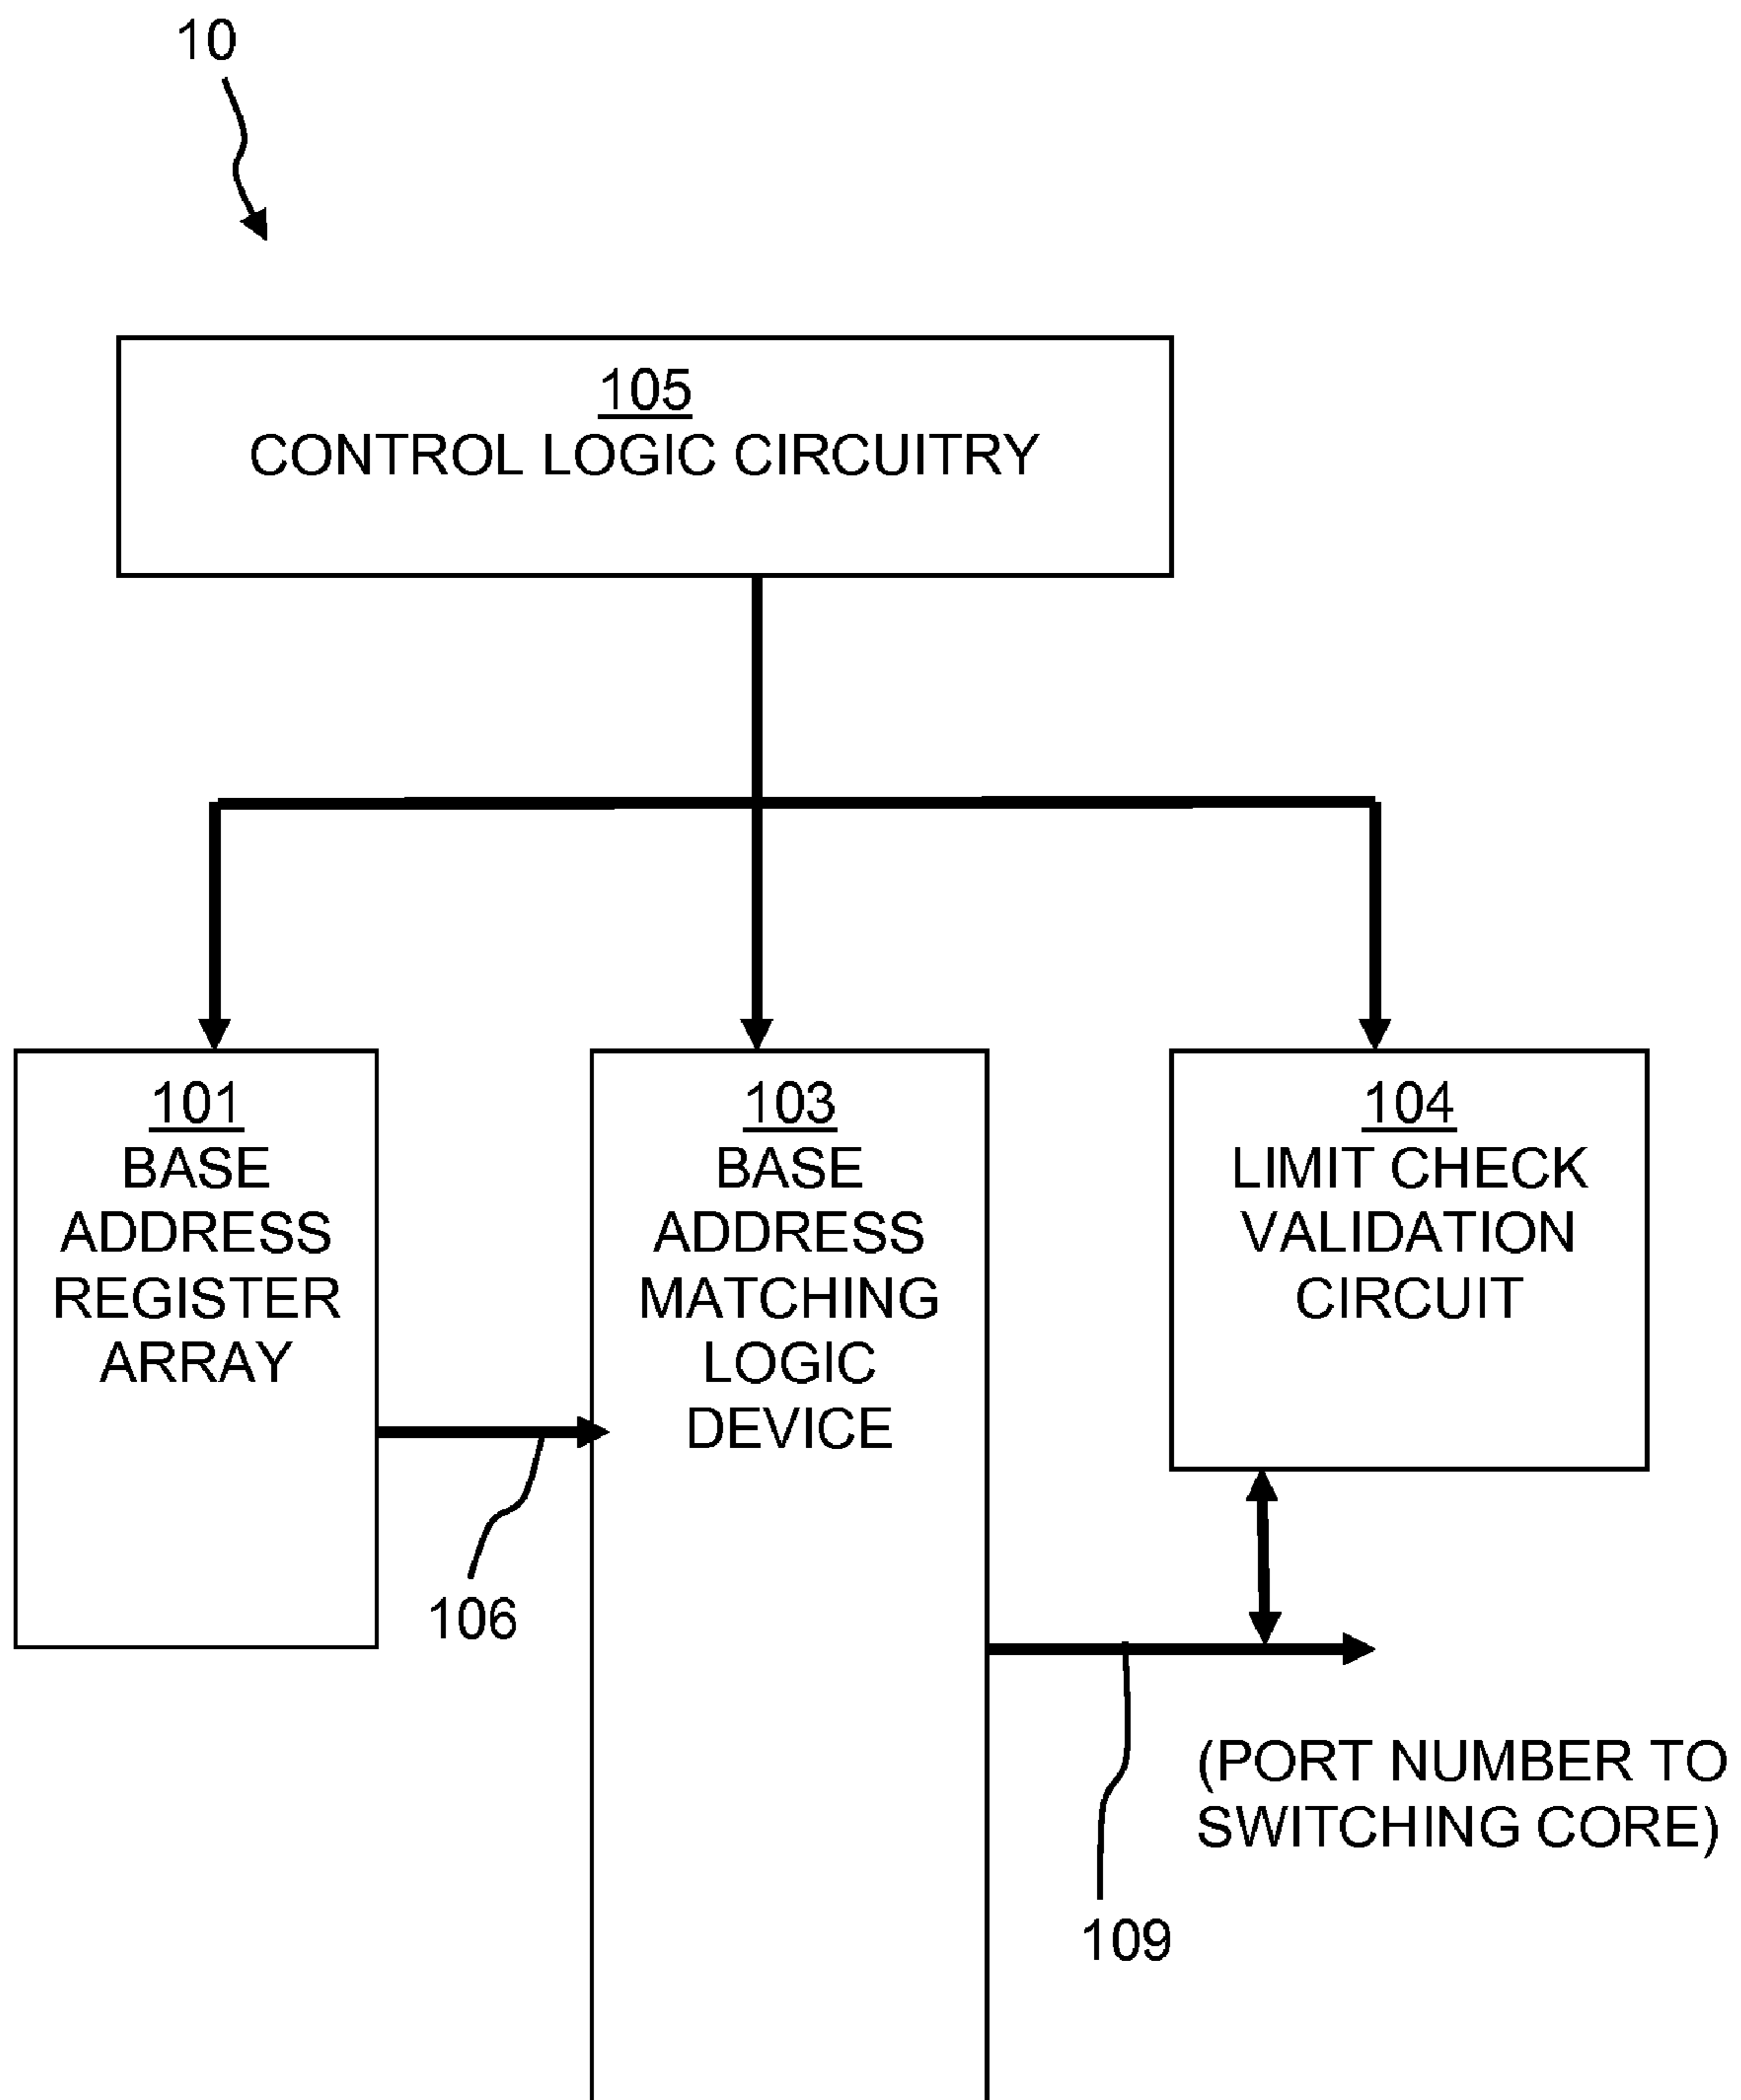 10
105
CONTROL LOGIC CIRCUITRY
101
BASE
ADDRESS
REGISTER
ARRAY
103
BASE
ADDRESS
MATCHING
LOGIC
DEVICE
104
LIMIT CHECK
VALIDATION
CIRCUIT
106
(PORT NUMBER TO
SWITCHING CORE)
109